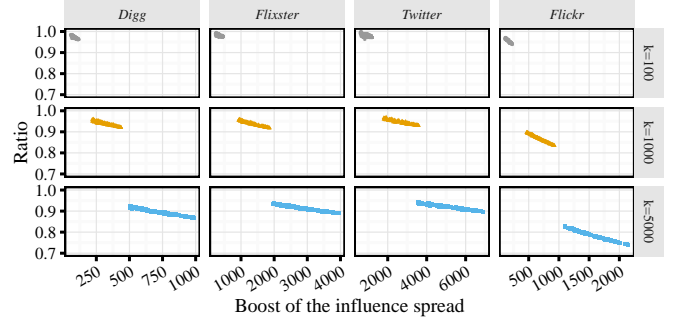 Digg Flixster Twitter Flickr
1.0
0.9
0.8
0.7
k=100
1.0
0.9
0.8
0.7
k=1000
1.0
0.9
0.8
0.7
k=5000
Ratio
250 500 750 1000 1000 2000 3000 4000 2000 4000 6000 500 1000 1500 2000
Boost of the influence spread